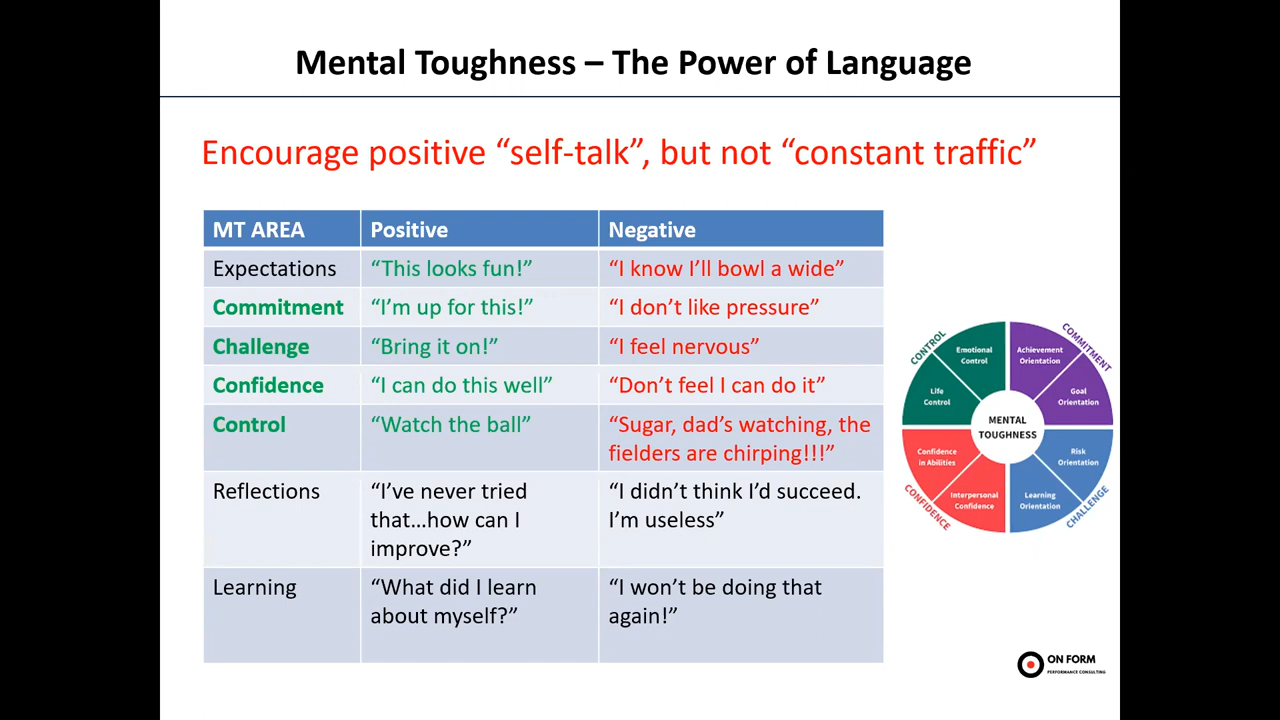 Mental Toughness – The Power of Language
Encourage positive “self-talk”, but not “constant traffic”
MT AREA Positive Negative
Expectations “This looks fun!” “I know I’ll bowl a wide”
Commitment “I’m up for this!” “I don’t like pressure”
Challenge “Bring it on!” “I feel nervous”
Confidence “I can do this well” “Don’t feel I can do it”
Control “Watch the ball” “Sugar, dad’s watching, the
fielders are chirping!!!”
Reflections “I’ve never tried “I didn’t think I’d succeed.
that…how can I I’m useless”
improve?”
Learning “What did I learn “I won’t be doing that
about myself?” again!”
CONTROL
Emotional
Control
Life
Control
COMMITMENT
Achievement
Orientation
Goal
Orientation
MENTAL
TOUGHNESS
Confidence
in Abilities
Interpersonal
Confidence
CONFIDENCE
Risk
Orientation
Learning
Orientation
CHALLENGE
ON FORM
PERFORMANCE CONSULTING